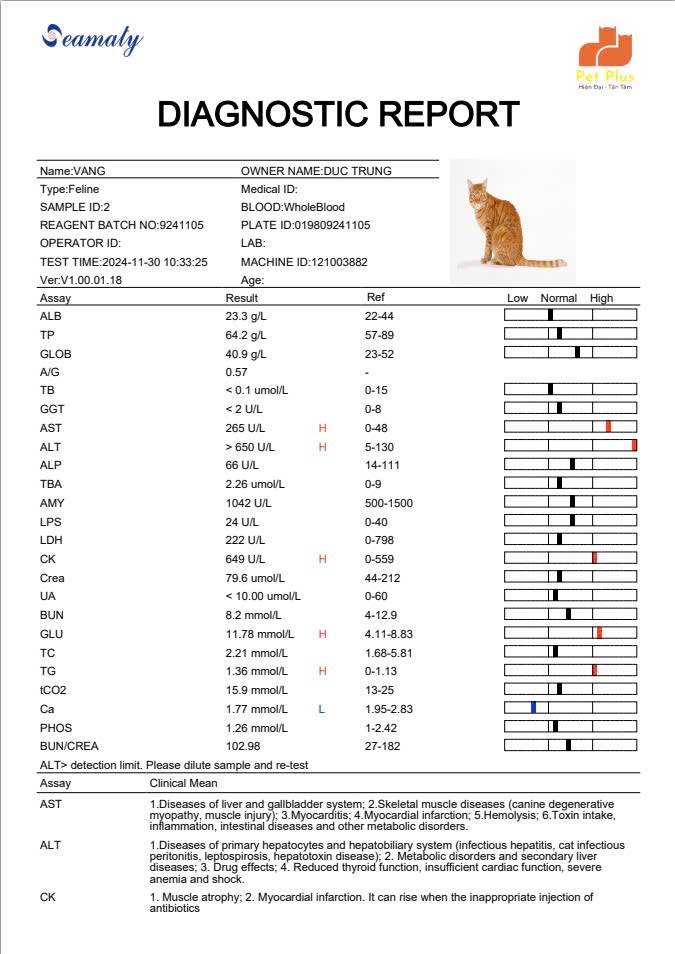 Seamaty
Pet Plus
Hiện Đại - Tận Tâm
DIAGNOSTIC REPORT
Name:VANG OWNER NAME:DUC TRUNG
Type:Feline Medical ID:
SAMPLE ID:2 BLOOD:WholeBlood
REAGENT BATCH NO:9241105 PLATE ID:019809241105
OPERATOR ID: LAB:
TEST TIME:2024-11-30 10:33:25 MACHINE ID:121003882
Ver:V1.00.01.18 Age:
Assay Result Ref Low Normal High
ALB 23.3 g/L 22-44
TP 64.2 g/L 57-89
GLOB 40.9 g/L 23-52
A/G 0.57 -
TB < 0.1 umol/L 0-15
GGT < 2 U/L 0-8
AST 265 U/L H 0-48
ALT > 650 U/L H 5-130
ALP 66 U/L 14-111
TBA 2.26 umol/L 0-9
AMY 1042 U/L 500-1500
LPS 24 U/L 0-40
LDH 222 U/L 0-798
CK 649 U/L H 0-559
Crea 79.6 umol/L 44-212
UA < 10.00 umol/L 0-60
BUN 8.2 mmol/L 4-12.9
GLU 11.78 mmol/L H 4.11-8.83
TC 2.21 mmol/L 1.68-5.81
TG 1.36 mmol/L H 0-1.13
tCO2 15.9 mmol/L 13-25
Ca 1.77 mmol/L L 1.95-2.83
PHOS 1.26 mmol/L 1-2.42
BUN/CREA 102.98 27-182
ALT> detection limit. Please dilute sample and re-test
Assay Clinical Mean
AST 1.Diseases of liver and gallbladder system; 2.Skeletal muscle diseases (canine degenerative
myopathy, muscle injury); 3.Myocarditis; 4.Myocardial infarction; 5.Hemolysis; 6.Toxin intake,
inflammation, intestinal diseases and other metabolic disorders.
ALT 1.Diseases of primary hepatocytes and hepatobiliary system (infectious hepatitis, cat infectious
peritonitis, leptospirosis, hepatotoxin disease); 2. Metabolic disorders and secondary liver
diseases; 3. Drug effects; 4. Reduced thyroid function, insufficient cardiac function, severe
anemia and shock.
CK 1. Muscle atrophy; 2. Myocardial infarction. It can rise when the inappropriate injection of
antibiotics